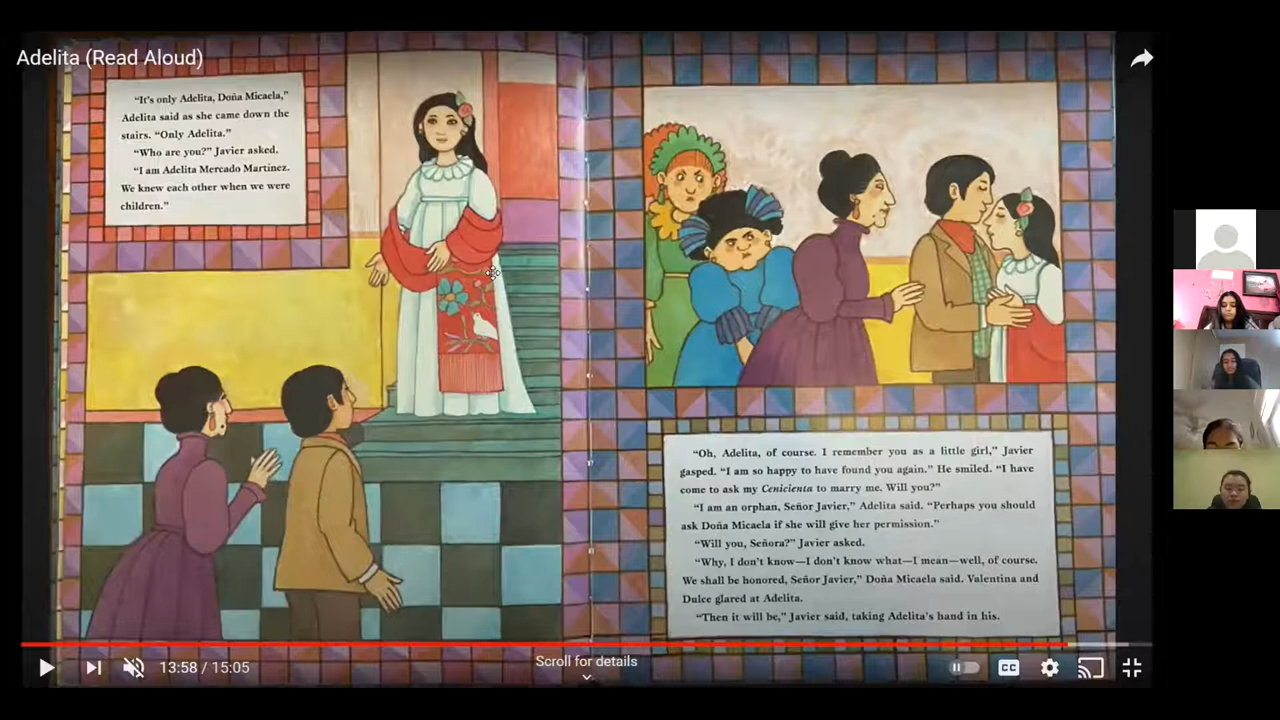 Adelita (Read Aloud)
“It’s only Adelita, Doña Micaela,”
Adelita said as she came down the
stairs. “Only Adelita.”
“Who are you?” Javier asked.
“I am Adelita Mercado Martínez.
We knew each other when we were
children.”
“Oh, Adelita, of course. I remember you as a little girl,” Javier
gasped. “I am so happy to have found you again.” He smiled. “I have
come to ask my Cenicienta to marry me. Will you?”
“I am an orphan, Señor Javier,” Adelita said. “Perhaps you should
ask Doña Micaela if she will give her permission.”
“Will you, Señora?” Javier asked.
“Why, I don’t know—I don’t know what—I mean—well, of course.
We shall be honored, Señor Javier,” Doña Micaela said. Valentina and
Dulce glared at Adelita.
“Then it will be,” Javier said, taking Adelita’s hand in his.
13:58 / 15:05
Scroll for details
CC